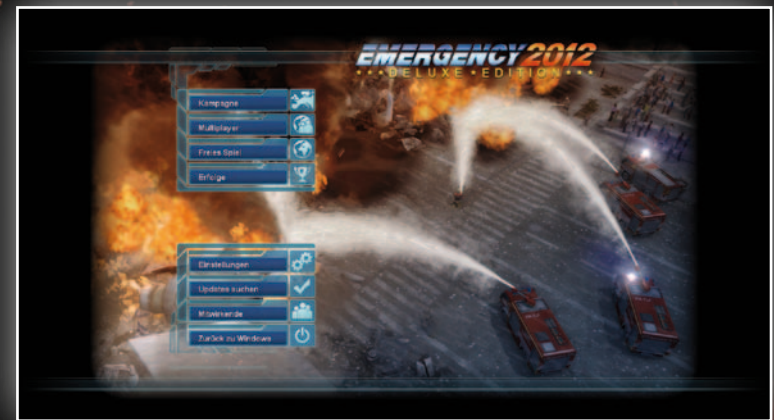 EMERGENCY 2012
•••DELUXE•EDITION•••
Kampagne
Multiplayer
Freies Spiel
Erfolge
Einstellungen
Updates suchen
Mitwirkende
Zurück zu Windows